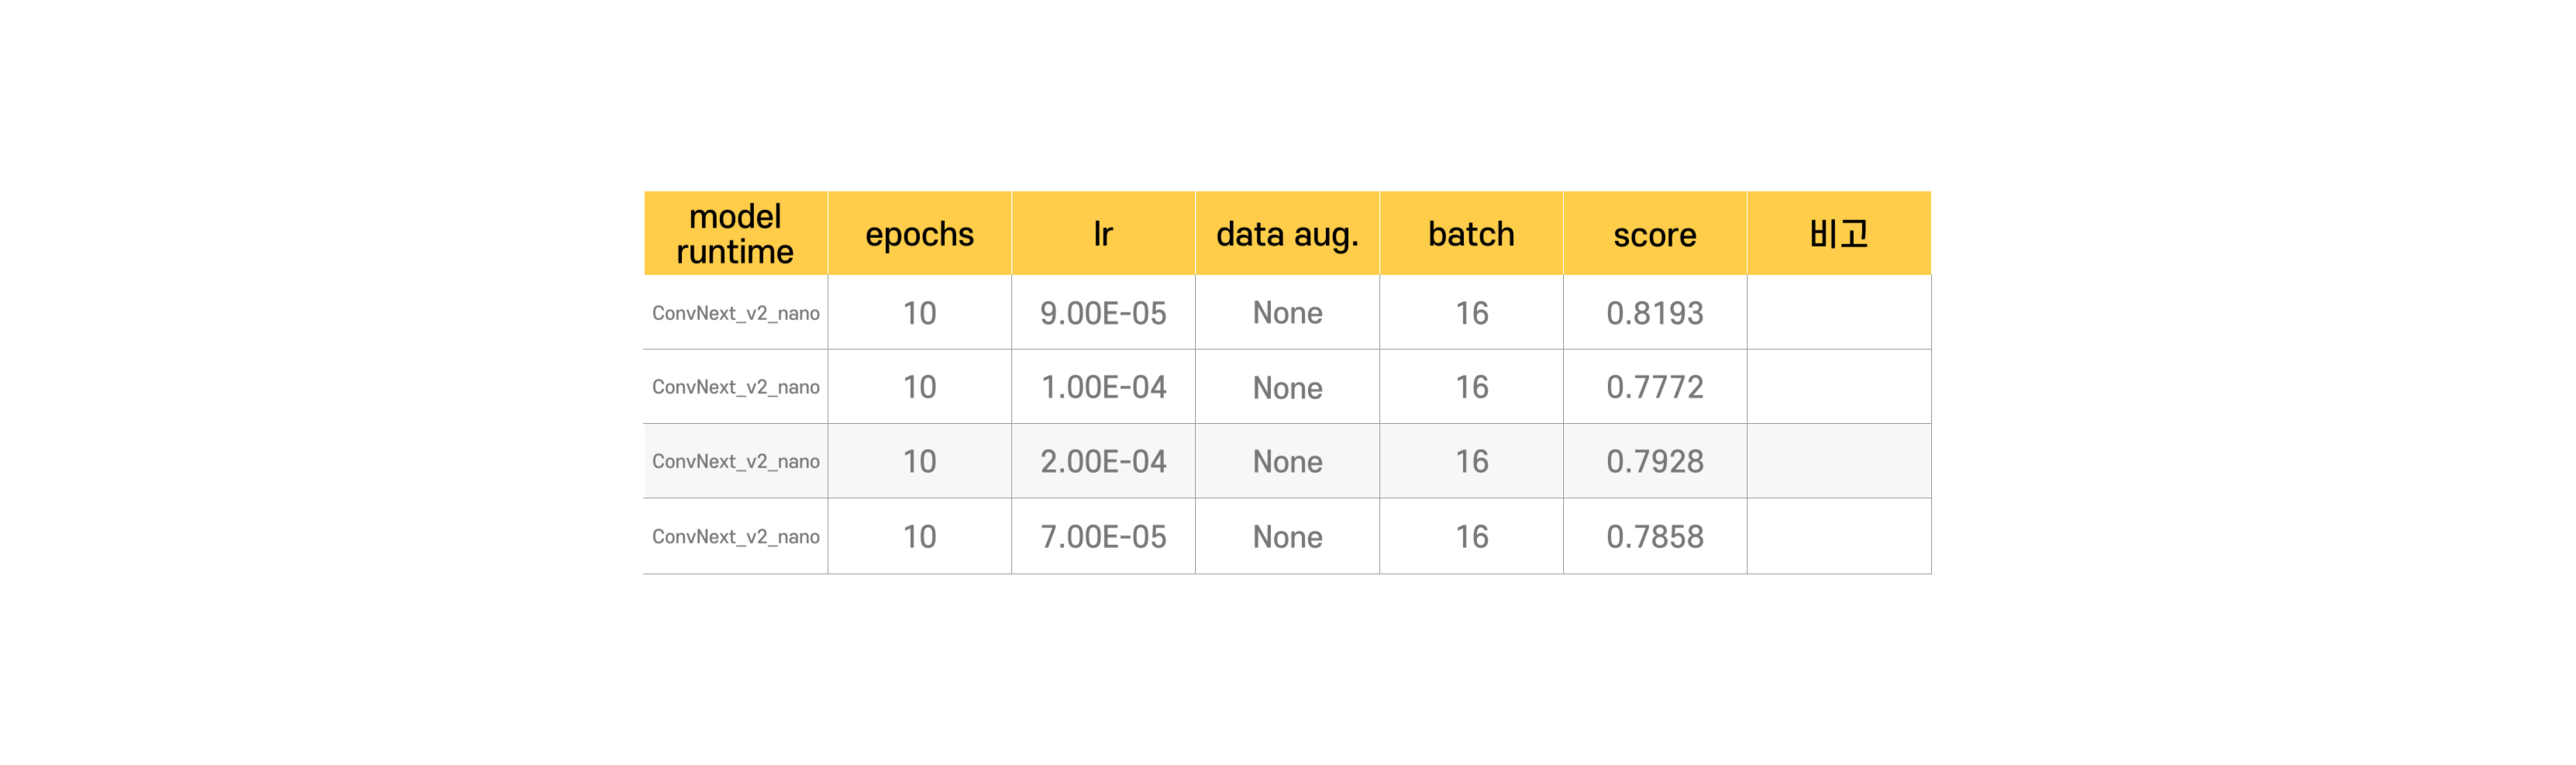 model runtime epochs lr data aug. batch score 비고
ConvNext_v2_nano 10 9.00E-05 None 16 0.8193
ConvNext_v2_nano 10 1.00E-04 None 16 0.7772
ConvNext_v2_nano 10 2.00E-04 None 16 0.7928
ConvNext_v2_nano 10 7.00E-05 None 16 0.7858